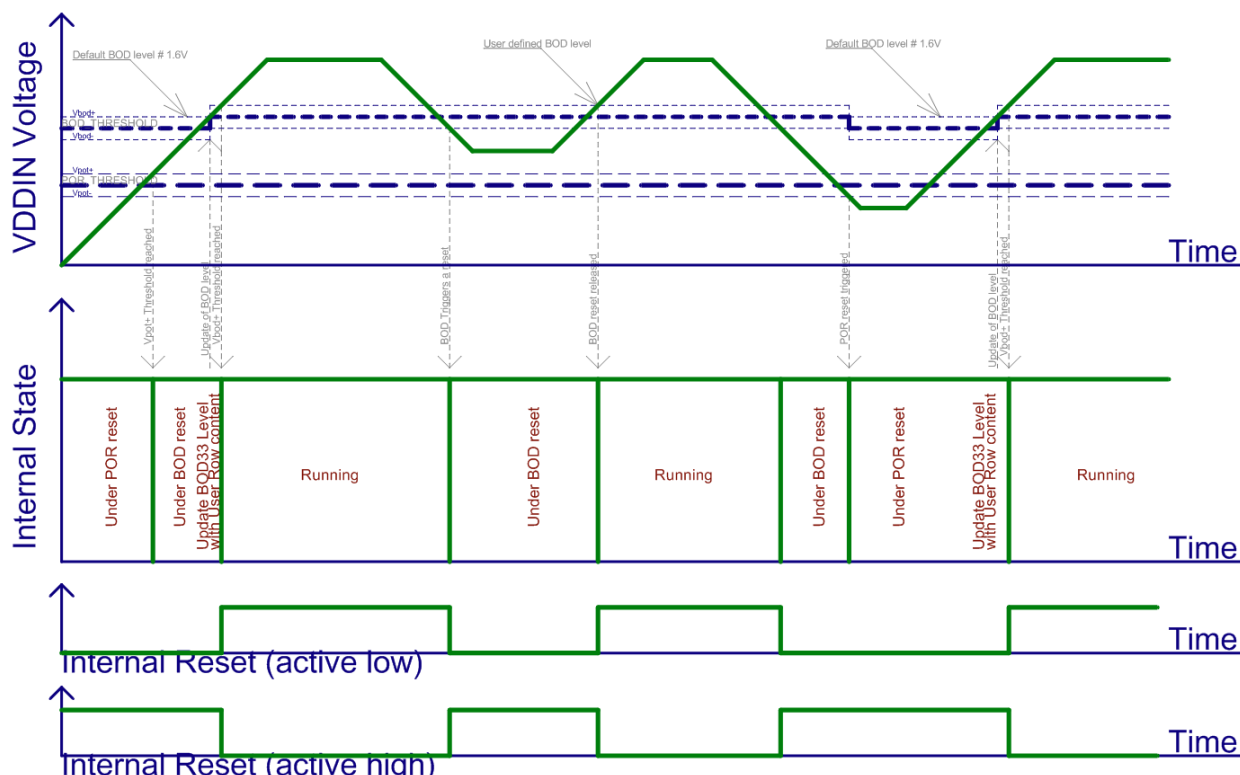 VDDIN Voltage
Default BOD level # 1.6V
User defined BOD level
Default BOD level # 1.6V
Vbod+
BOD THRESHOLD
Vbod-
Vpot+
POR THRESHOLD
Vpot-
Time
Vpot+ Threshold reached
Update of BOD level
Vbod+ Threshold reached
BOD Triggers a reset
BOD reset released
POR reset triggered
Update of BOD level
Vbod+ Threshold reached
Internal State
Under POR reset
Under BOD reset
Update BOD33 Level
with User Row content
Running
Under BOD reset
Running
Under BOD reset
Under POR reset
Update BOD33 Level
with User Row content
Running
Time
Time
Internal Reset (active low)
Time
Internal Reset (active high)